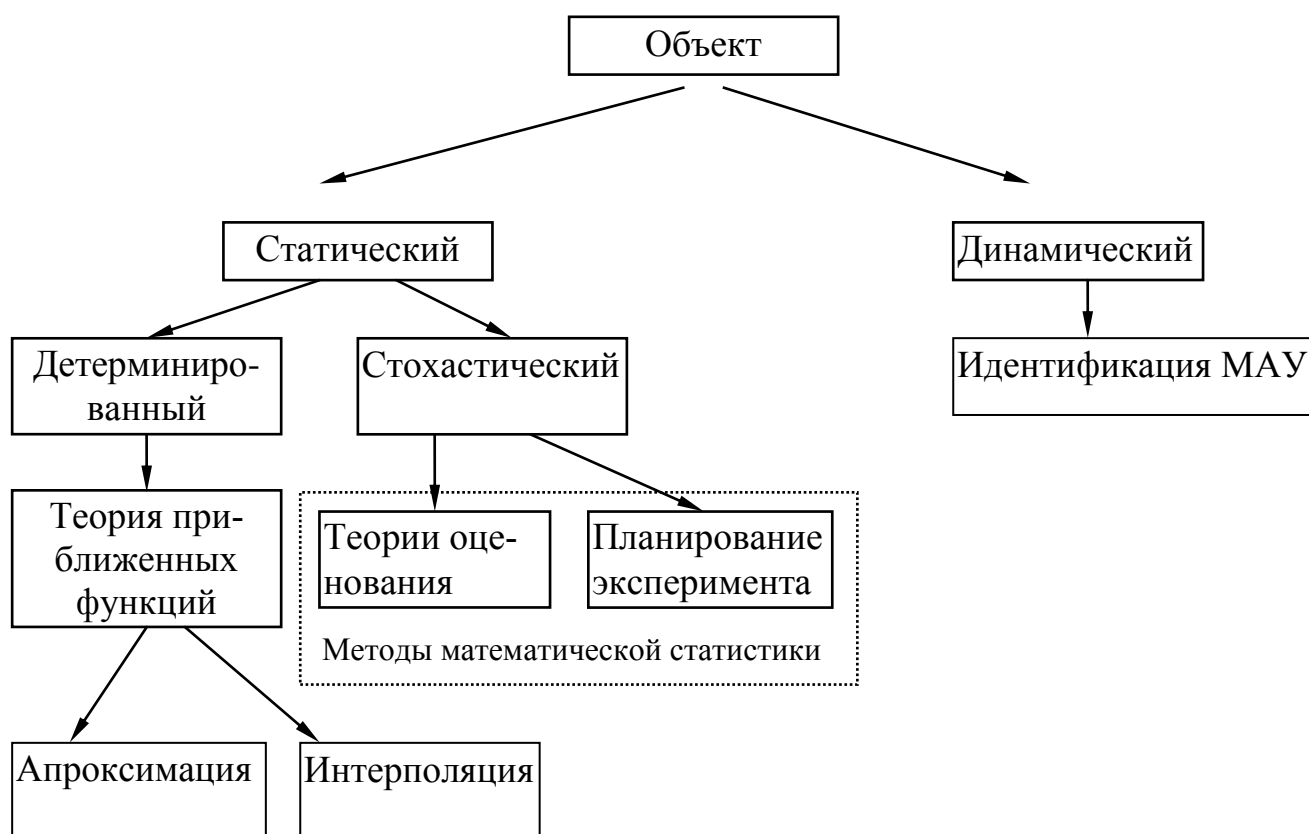 Объект
Статический
Динамический
Детерминиро-
ванный
Стохастический
Идентификация МАУ
Теория при-
ближенных
функций
Теории оце-
нования
Планирование
эксперимента
Методы математической статистики
Апроксимация
Интерполяция